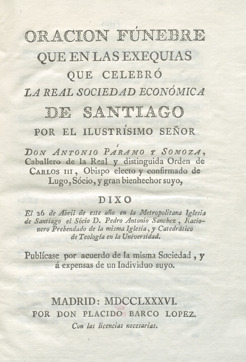 ORACION FÚNEBRE
QUE EN LAS EXEQUIAS
QUE CELEBRÓ
LA REAL SOCIEDAD ECONÓMICA
DE SANTIAGO
POR EL ILUSTRÍSIMO SEÑOR
DON ANTONIO PARAMO Y SOMOZA,
Caballero de la Real y distinguida Orden de
CARLOS III, Obispo electo y confirmado de
Lugo, Sócio, y gran bienhechor suyo,
DIXO
El 26 de Abril de este año en la Metropolitana Iglesia
de Santiago el Sócio D. Pedro Antonio Sanchez, Racio-
nero Prebendado de la misma Iglesia, y Catedrático
de Teología en la Universidad.
Publícase por acuerdo de la misma Sociedad, y
á expensas de un Individuo suyo.
MADRID: MDCCLXXXVI.
POR DON PLACIDO BARCO LOPEZ.
Con las licencias necesarias.